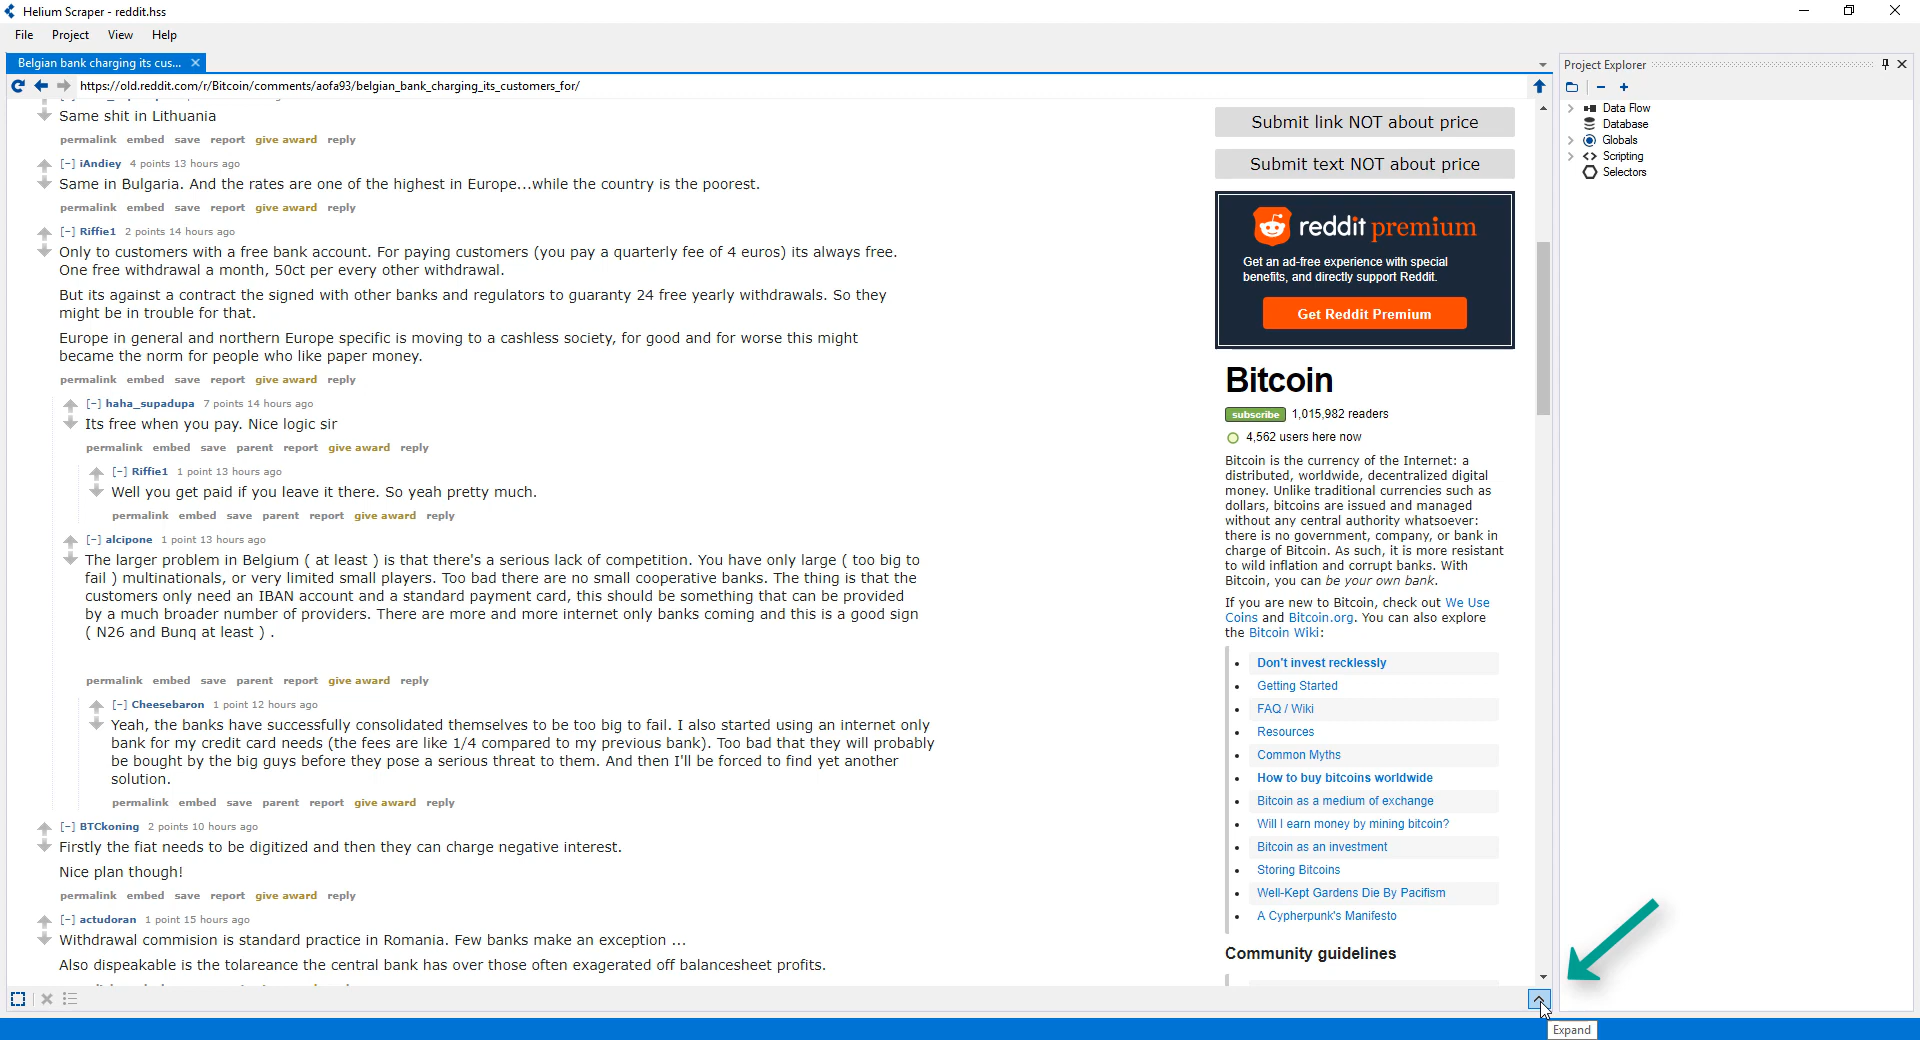 Helium Scraper - reddit.hss
File Project View Help
Belgian bank charging its cus...
https://old.reddit.com/r/Bitcoin/comments/aofa93/belgian_bank_charging_its_customers_for/
Same shit in Lithuania
permalink embed save report give award reply
[-] iAndiey 4 points 13 hours ago
Same in Bulgaria. And the rates are one of the highest in Europe...while the country is the poorest.
permalink embed save report give award reply
[-] Riffie1 2 points 14 hours ago
Only to customers with a free bank account. For paying customers (you pay a quarterly fee of 4 euros) its always free.
One free withdrawal a month, 50ct per every other withdrawal.
But its against a contract the signed with other banks and regulators to guaranty 24 free yearly withdrawals. So they
might be in trouble for that.
Europe in general and northern Europe specific is moving to a cashless society, for good and for worse this might
became the norm for people who like paper money.
permalink embed save report give award reply
[-] haha_supadupa 7 points 14 hours ago
Its free when you pay. Nice logic sir
permalink embed save parent report give award reply
[-] Riffie1 1 point 13 hours ago
Well you get paid if you leave it there. So yeah pretty much.
permalink embed save parent report give award reply
[-] alcipone 1 point 13 hours ago
The larger problem in Belgium ( at least ) is that there's a serious lack of competition. You have only large ( too big to
fail ) multinationals, or very limited small players. Too bad there are no small cooperative banks. The thing is that the
customers only need an IBAN account and a standard payment card, this should be something that can be provided
by a much broader number of providers. There are more and more internet only banks coming and this is a good sign
( N26 and Bunq at least ) .
permalink embed save parent report give award reply
[-] Cheesebaron 1 point 12 hours ago
Yeah, the banks have successfully consolidated themselves to be too big to fail. I also started using an internet only
bank for my credit card needs (the fees are like 1/4 compared to my previous bank). Too bad that they will probably
be bought by the big guys before they pose a serious threat to them. And then I'll be forced to find yet another
solution.
permalink embed save parent report give award reply
[-] BTCkoning 2 points 10 hours ago
Firstly the fiat needs to be digitized and then they can charge negative interest.
Nice plan though!
permalink embed save report give award reply
[-] actudoran 1 point 15 hours ago
Withdrawal commision is standard practice in Romania. Few banks make an exception ...
Also dispeakable is the tolareance the central bank has over those often exagerated off balancesheet profits.
Submit link NOT about price
Submit text NOT about price
reddit premium
Get an ad-free experience with special
benefits, and directly support Reddit.
Get Reddit Premium
Bitcoin
subscribe 1,015,982 readers
4,562 users here now
Bitcoin is the currency of the Internet: a
distributed, worldwide, decentralized digital
money. Unlike traditional currencies such as
dollars, bitcoins are issued and managed
without any central authority whatsoever:
there is no government, company, or bank in
charge of Bitcoin. As such, it is more resistant
to wild inflation and corrupt banks. With
Bitcoin, you can be your own bank.
If you are new to Bitcoin, check out We Use
Coins and Bitcoin.org. You can also explore
the Bitcoin Wiki:
Don't invest recklessly
Getting Started
FAQ / Wiki
Resources
Common Myths
How to buy bitcoins worldwide
Bitcoin as a medium of exchange
Will I earn money by mining bitcoin?
Bitcoin as an investment
Storing Bitcoins
Well-Kept Gardens Die By Pacifism
A Cypherpunk's Manifesto
Community guidelines
Project Explorer
Data Flow
Database
Globals
Scripting
Selectors
Expand